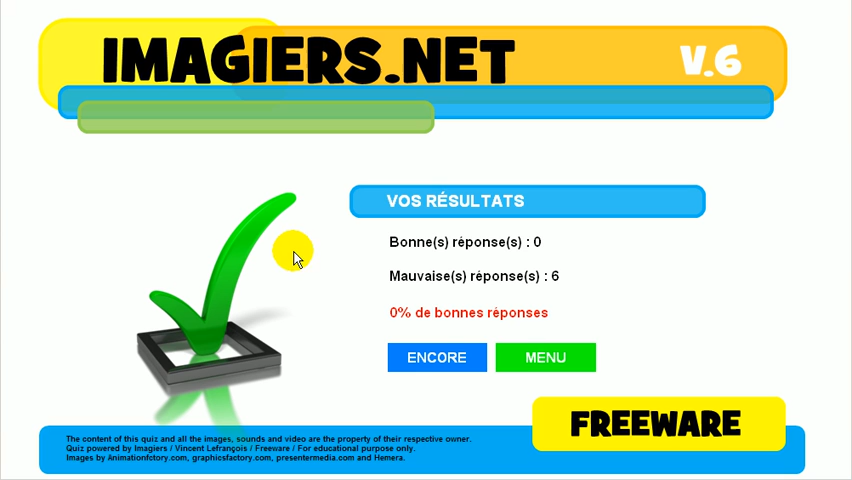 IMAGIERS.NET
V.6
VOS RÉSULTATS
Bonne(s) réponse(s) : 0
Mauvaise(s) réponse(s) : 6
0% de bonnes réponses
ENCORE
MENU
FREEWARE
The content of this quiz and all the images, sounds and video are the property of their respective owner.
Quiz powered by Imagiers / Vincent Lefrançois / Freeware / For educational purpose only.
Images by Animationfctory.com, graphicsfactory.com, presentermedia.com and Hemera.